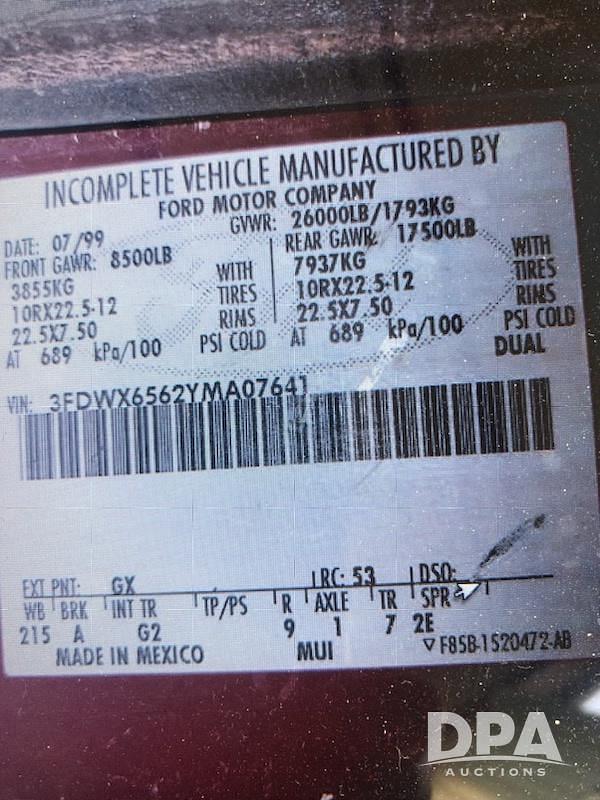 INCOMPLETE VEHICLE MANUFACTURED BY
FORD MOTOR COMPANY
DATE: 07/99 GVWR: 26000LB/1793KG
FRONT GAWR: 8500LB REAR GAWR: 17500LB
3855KG WITH 7937KG WITH
10RX22.5-12 TIRES 10RX22.5-12 TIRES
22.5X7.50 RIMS 22.5X7.50 RIMS
AT 689 kPa/100 PSI COLD AT 689 kPa/100 PSI COLD
DUAL
VIN: 3FDWX6562YMA07641
EXT PNT: GX RC: 53 DSO:
WB BRK INT TR TP/PS R AXLE TR SPR
215 A G2 9 1 7 2E
MADE IN MEXICO MUI F85B-1520472-AB
DPA
AUCTIONS